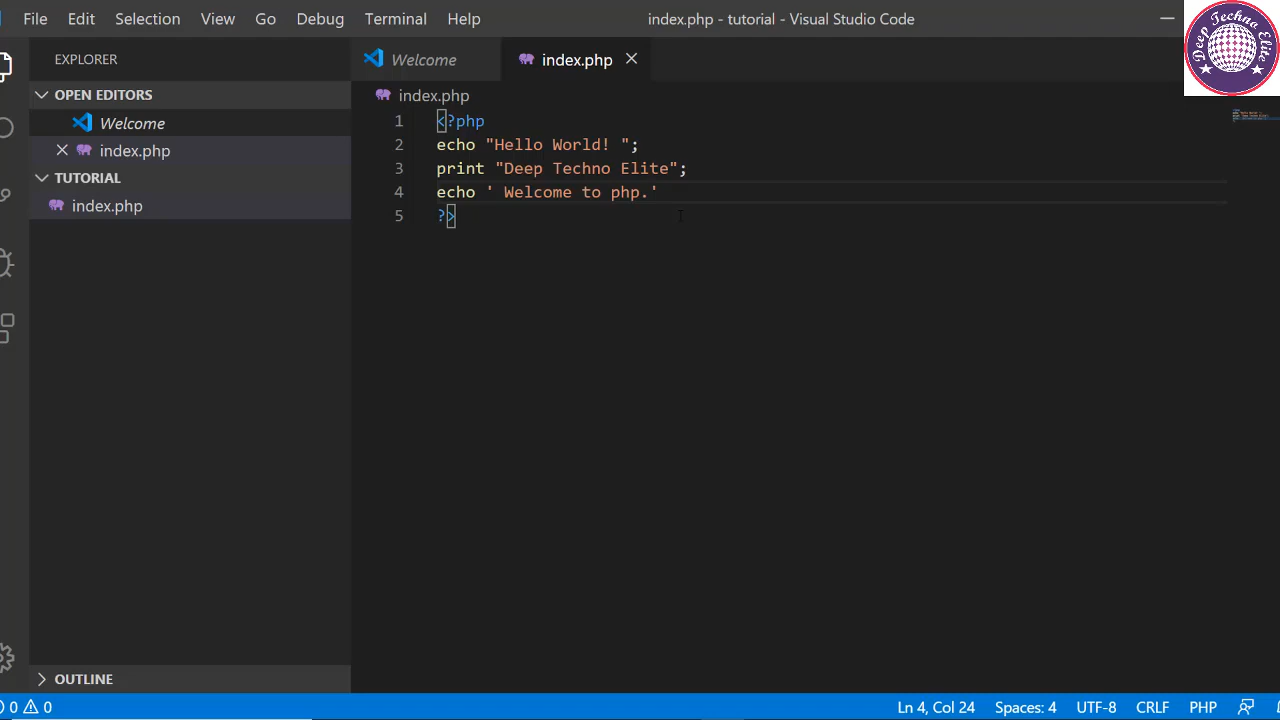 File Edit Selection View Go Debug Terminal Help index.php - tutorial - Visual Studio Code
Deep Techno Elite
EXPLORER
Welcome index.php
OPEN EDITORS
Welcome
index.php
TUTORIAL
index.php
index.php
1 <?php
2 echo "Hello World! ";
3 print "Deep Techno Elite";
4 echo ' Welcome to php.'
5 ?>
OUTLINE
0 0 Ln 4, Col 24 Spaces: 4 UTF-8 CRLF PHP